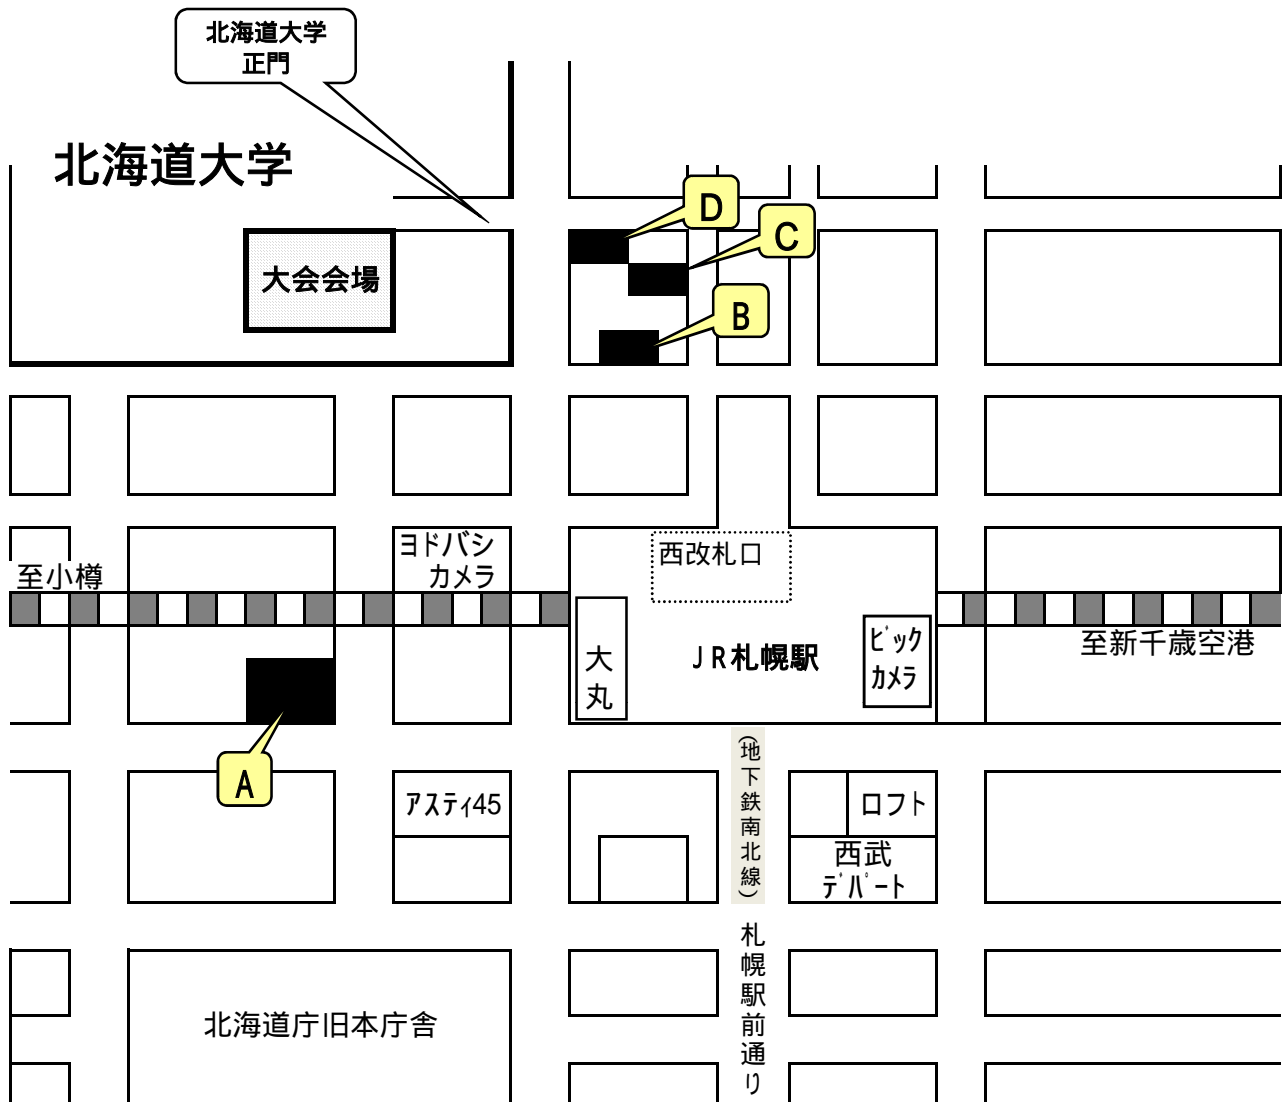 北海道大学
正門
北海道大学
D
C
大会会場
B
ヨドバシ
カメラ
西改札口
至小樽
大丸
JR札幌駅
ﾋﾞｯｸ
ｶﾒﾗ
至新千歳空港
A
(地下鉄南北線)
ｱｽﾃｨ45
ロフト
西武
ﾃﾞﾊﾟｰﾄ
札幌駅前通り
北海道庁旧本庁舎